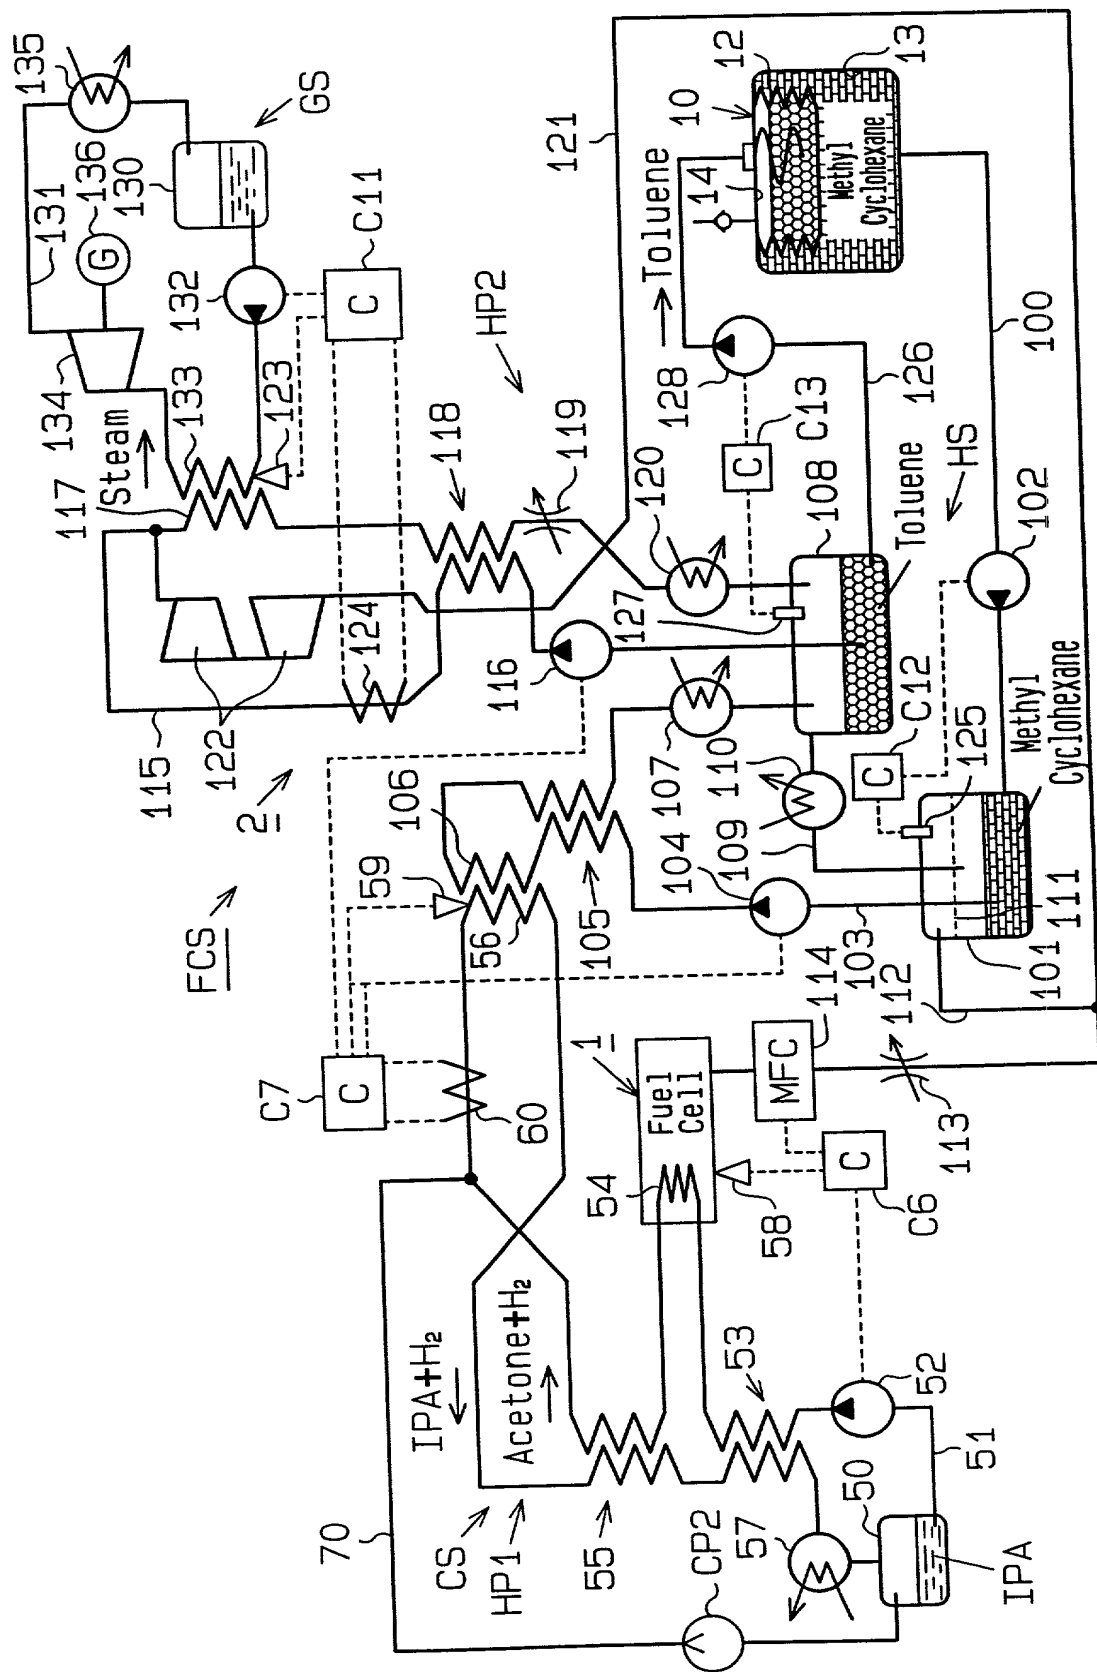 135
GS
131
136
130
G
134
132
C11
C
Steam
133
123
117
HP2
118
119
121
12
13
10
14
Methyl
Cyclohexane
Toluene
128
126
100
C13
C
120
108
Toluene
HS
102
127
124
115
122
2
116
106
107
110
C12
C
125
Methyl
Cyclohexane
59
56
105
104
109
103
101
111
FCS
C7
C
60
1
Fuel
Cell
54
MFC
114
112
113
58
C
C6
IPA+H2
Acetone+H2
53
52
51
50
IPA
57
CP2
55
CS
HP1
70